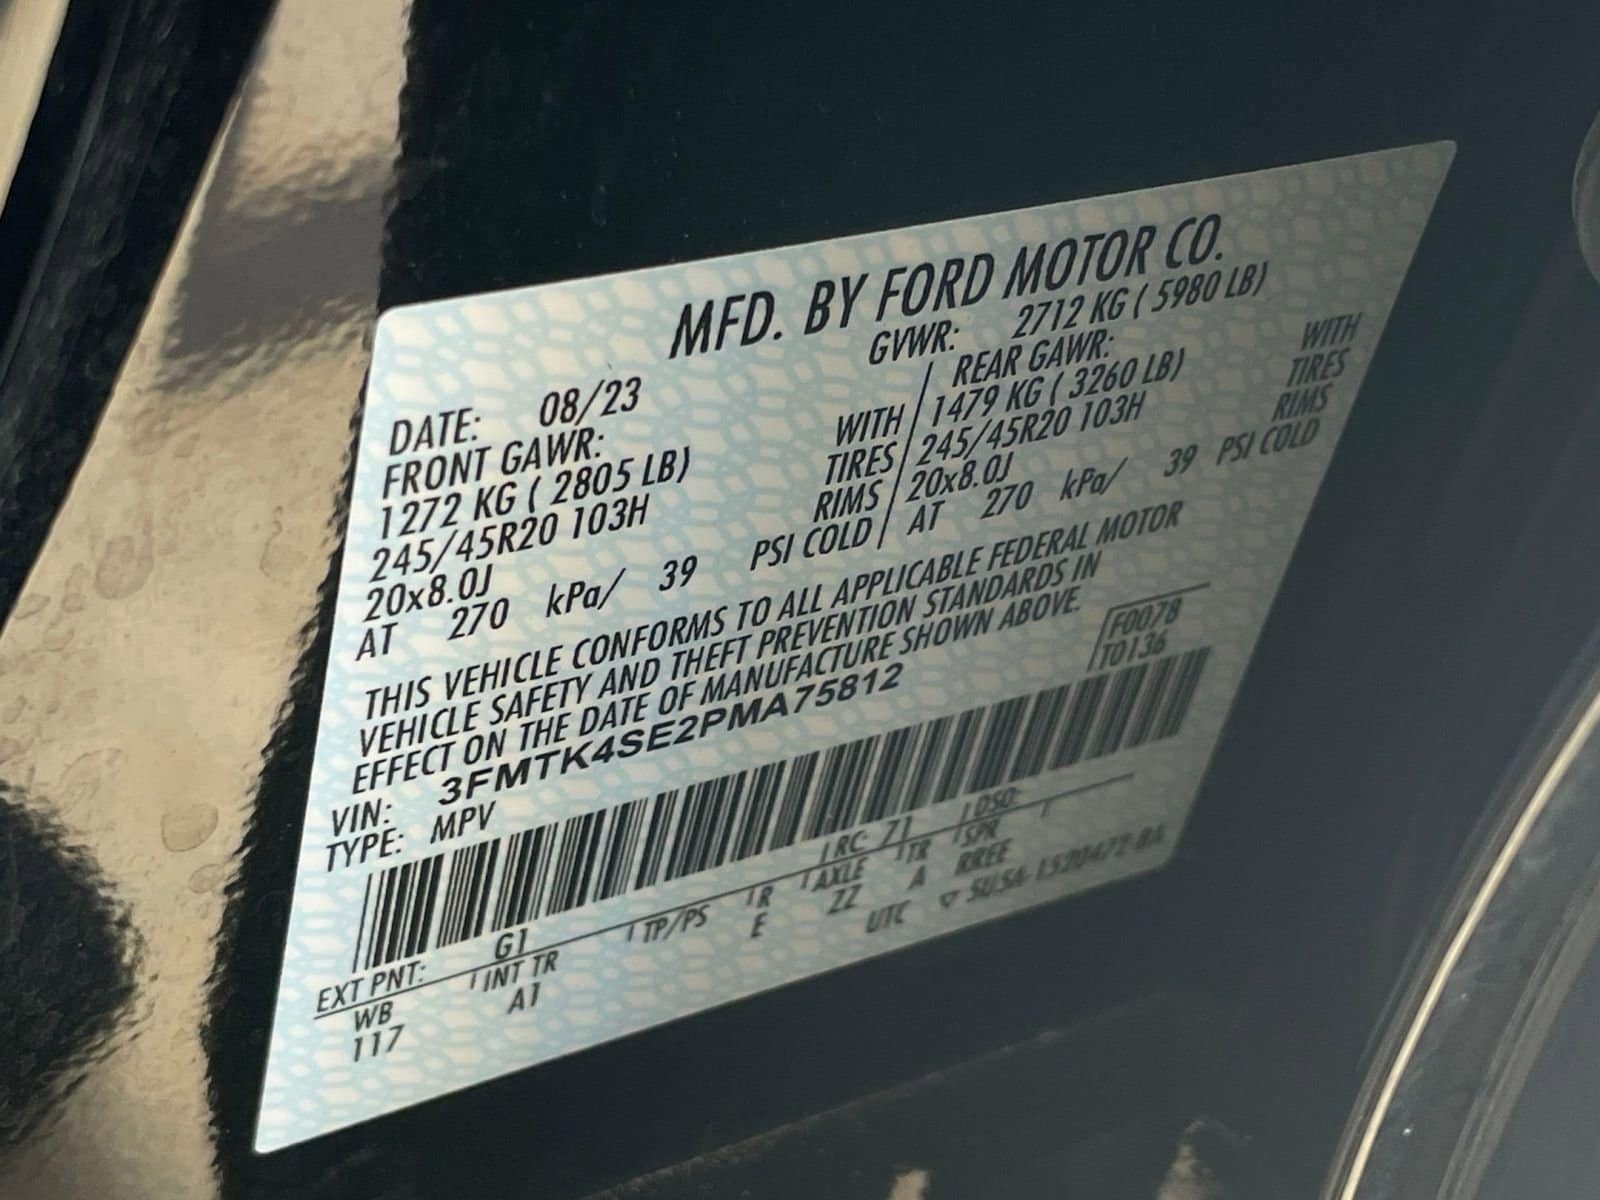 MFD. BY FORD MOTOR CO.
DATE: 08/23 GVWR: 2712 KG ( 5980 LB)
FRONT GAWR: REAR GAWR:
1272 KG ( 2805 LB) WITH 1479 KG ( 3260 LB) WITH
245/45R20 103H TIRES 245/45R20 103H TIRES
20x8.0J RIMS 20x8.0J RIMS
AT 270 kPa/ 39 PSI COLD AT 270 kPa/ 39 PSI COLD
THIS VEHICLE CONFORMS TO ALL APPLICABLE FEDERAL MOTOR
VEHICLE SAFETY AND THEFT PREVENTION STANDARDS IN
EFFECT ON THE DATE OF MANUFACTURE SHOWN ABOVE.
VIN: 3FMTK4SE2PMA75812 F0078
TYPE: MPV T0136
EXT PNT: G1 RC: 71 DSO:
WB INT TR TP/PS R AXLE TR SPR
117 A1 E ZZ A RREE
UTC ▽ SU5A-1520472-BA